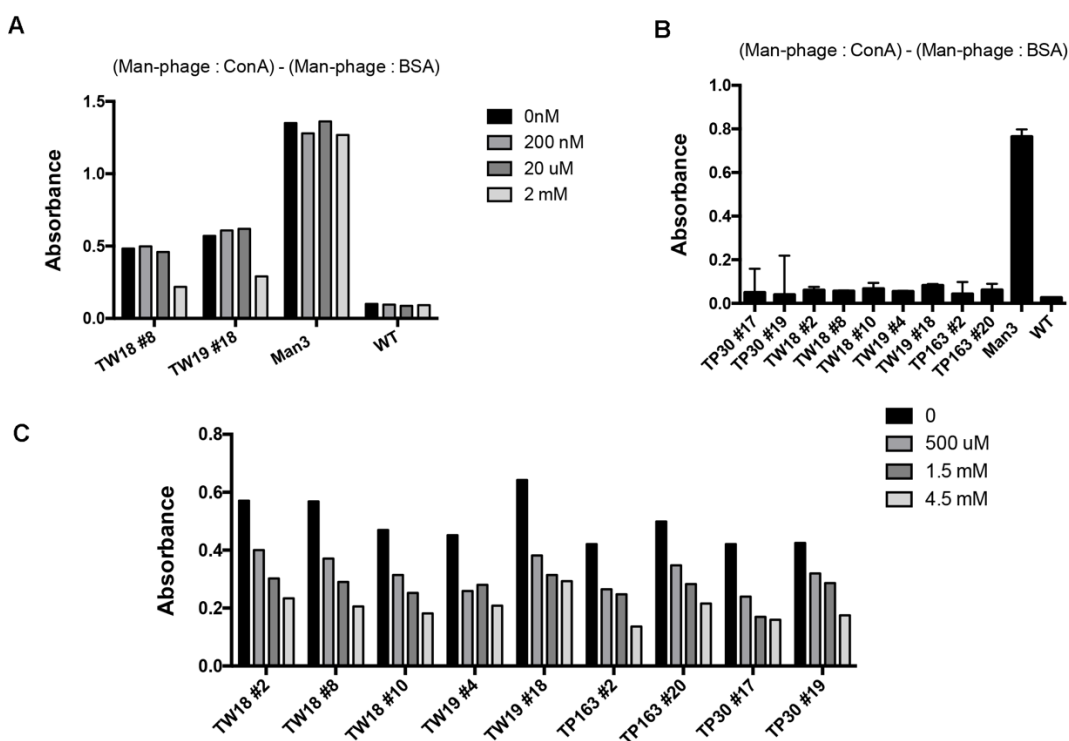 A
(Man-phage : ConA) - (Man-phage : BSA)
1.5
1.0
0.5
0.0
Absorbance
TW18 #8
TW19 #18
Man3
WT
0nM
200 nM
20 uM
2 mM
B
(Man-phage : ConA) - (Man-phage : BSA)
1.0
0.8
0.6
0.4
0.2
0.0
Absorbance
TP30 #17
TP30 #19
TW18 #2
TW18 #8
TW18 #10
TW19 #4
TW19 #18
TP163 #2
TP163 #20
Man3
WT
C
0.8
0.6
0.4
0.2
0.0
Absorbance
TW18 #2
TW18 #8
TW18 #10
TW19 #4
TW19 #18
TP163 #2
TP163 #20
TP30 #17
TP30 #19
0
500 uM
1.5 mM
4.5 mM